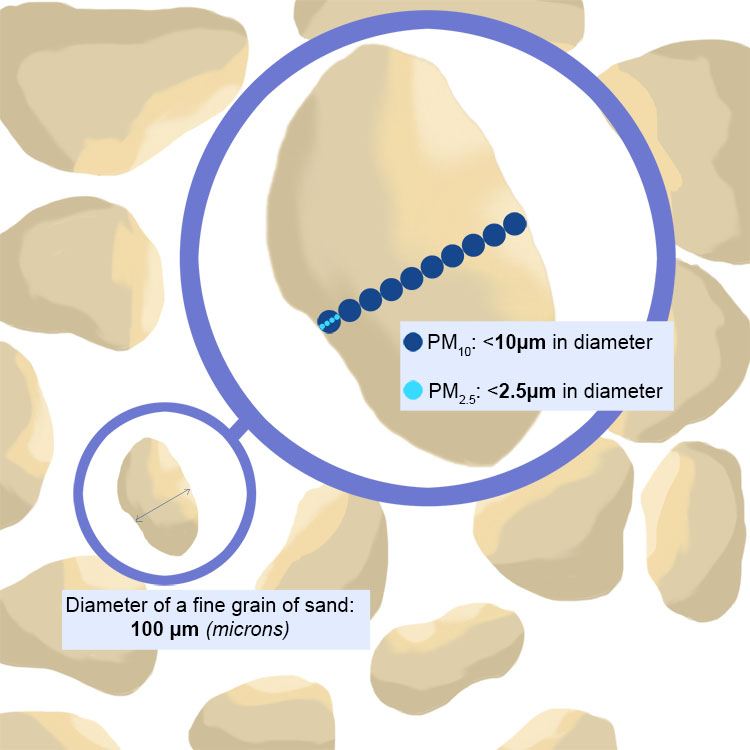 PM10: <10µm in diameter
PM2.5: <2.5µm in diameter
Diameter of a fine grain of sand:
100 µm (microns)